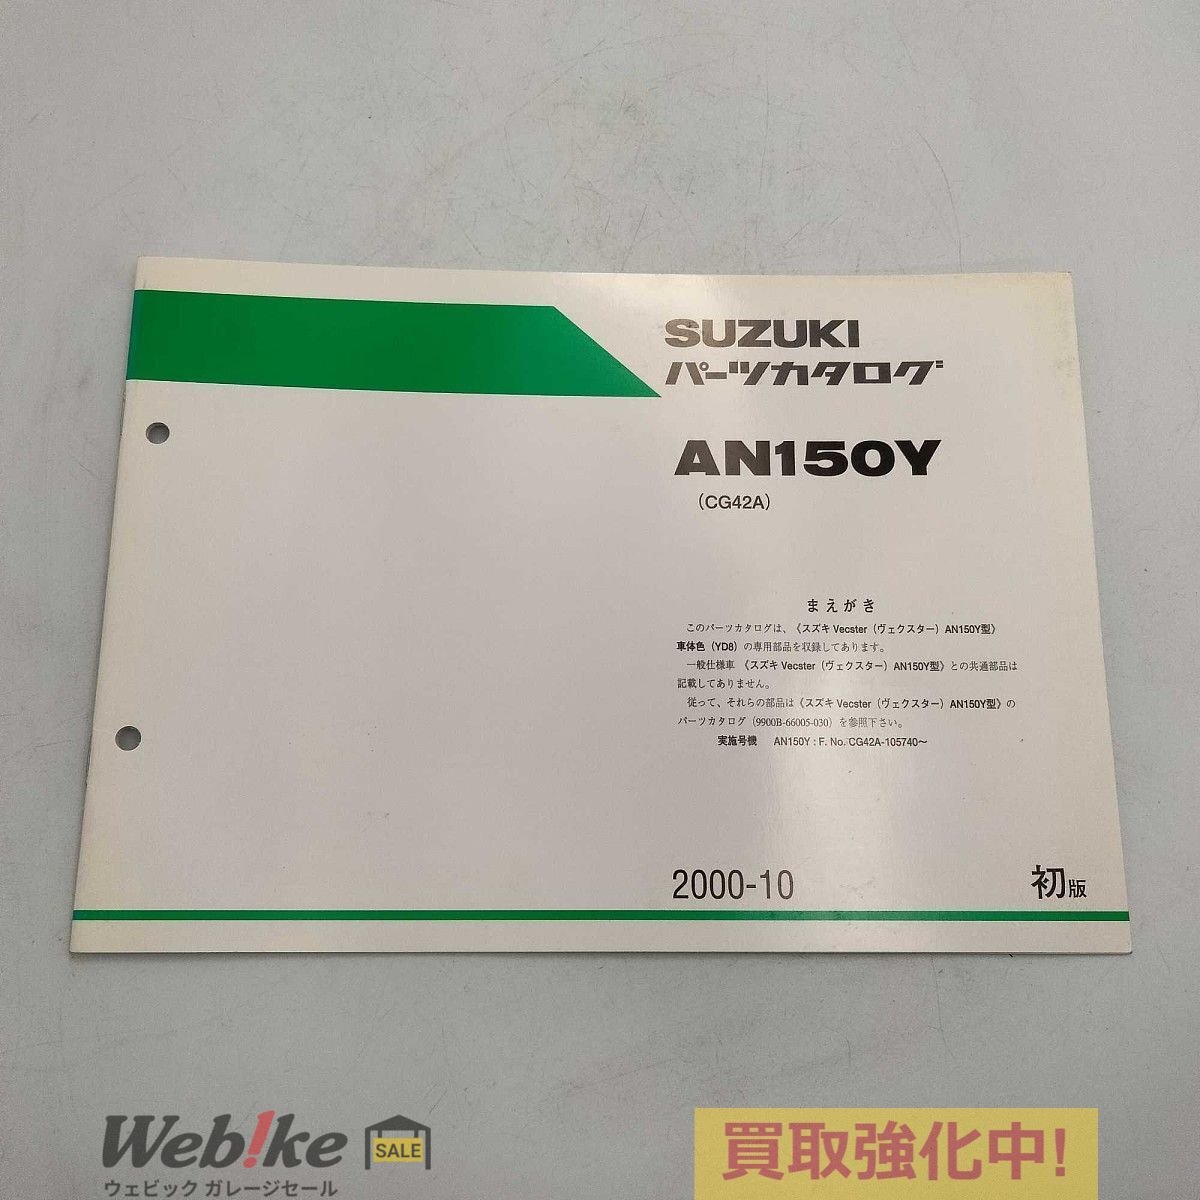 SUZUKI
パーツカタログ
AN150Y
(CG42A)
まえがき
このパーツカタログは、《スズキ Vecster（ヴェクスター）AN150Y型》
車体色（YD8）の専用部品を収録してあります。
一般仕様車 《スズキ Vecster（ヴェクスター）AN150Y型》との共通部品は
記載してありません。
従って、それらの部品は《スズキ Vecster（ヴェクスター）AN150Y型》の
パーツカタログ（9900B-66005-030）を参照下さい。
実施号機 AN150Y : F. No. CG42A-105740〜
2000-10
初版
Web!ke
SALE
ウェビック ガレージセール
買取強化中!